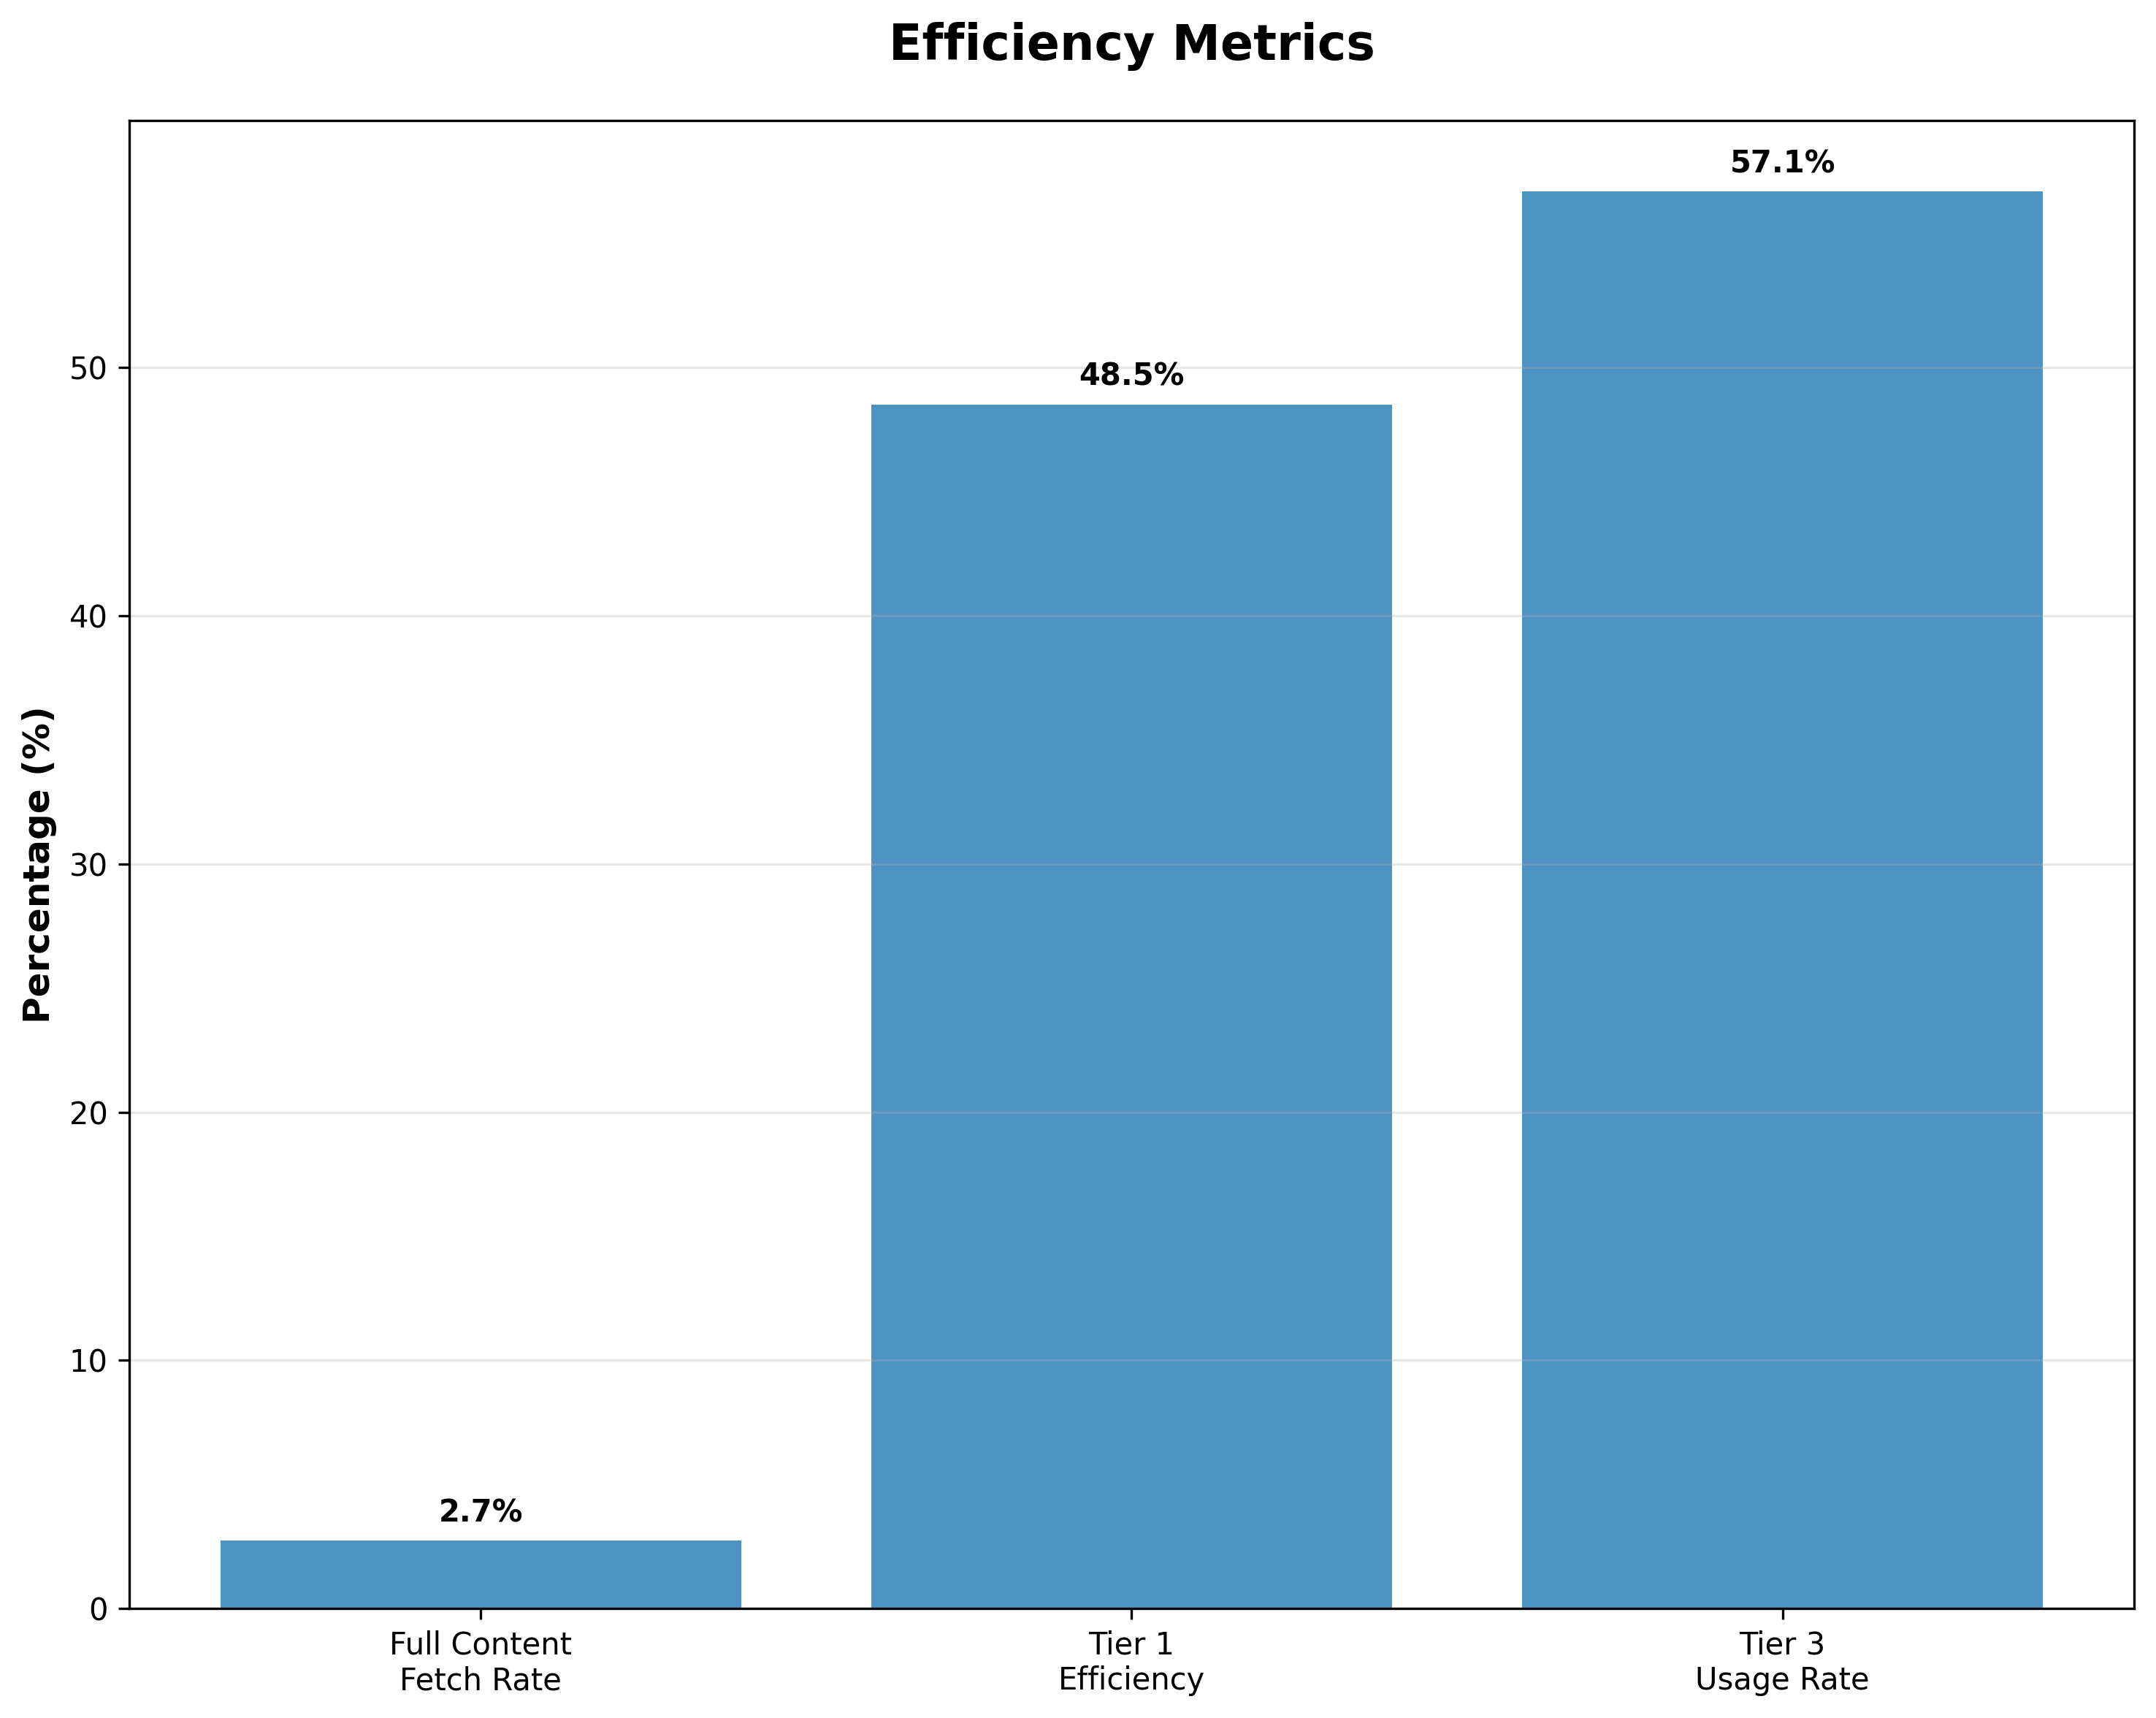 Efficiency Metrics
57.1%
48.5%
2.7%
Percentage (%)
50
40
30
20
10
0
Full Content
Fetch Rate
Tier 1
Efficiency
Tier 3
Usage Rate